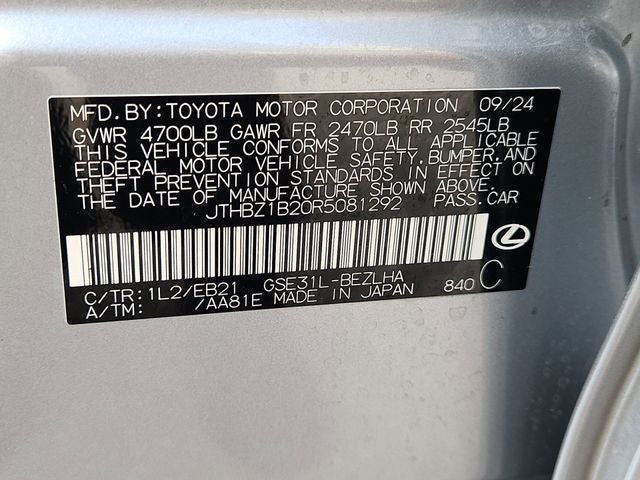 MFD. BY: TOYOTA MOTOR CORPORATION 09/24
GVWR 4700LB GAWR FR 2470LB RR 2545LB
THIS VEHICLE CONFORMS TO ALL APPLICABLE
FEDERAL MOTOR VEHICLE SAFETY, BUMPER, AND
THEFT PREVENTION STANDARDS IN EFFECT ON
THE DATE OF MANUFACTURE SHOWN ABOVE.
JTHBZ1B20R5081292 PASS.CAR
C/TR: 1L2/EB21 GSE31L-BEZLHA C
A/TM: /AA81E MADE IN JAPAN 840